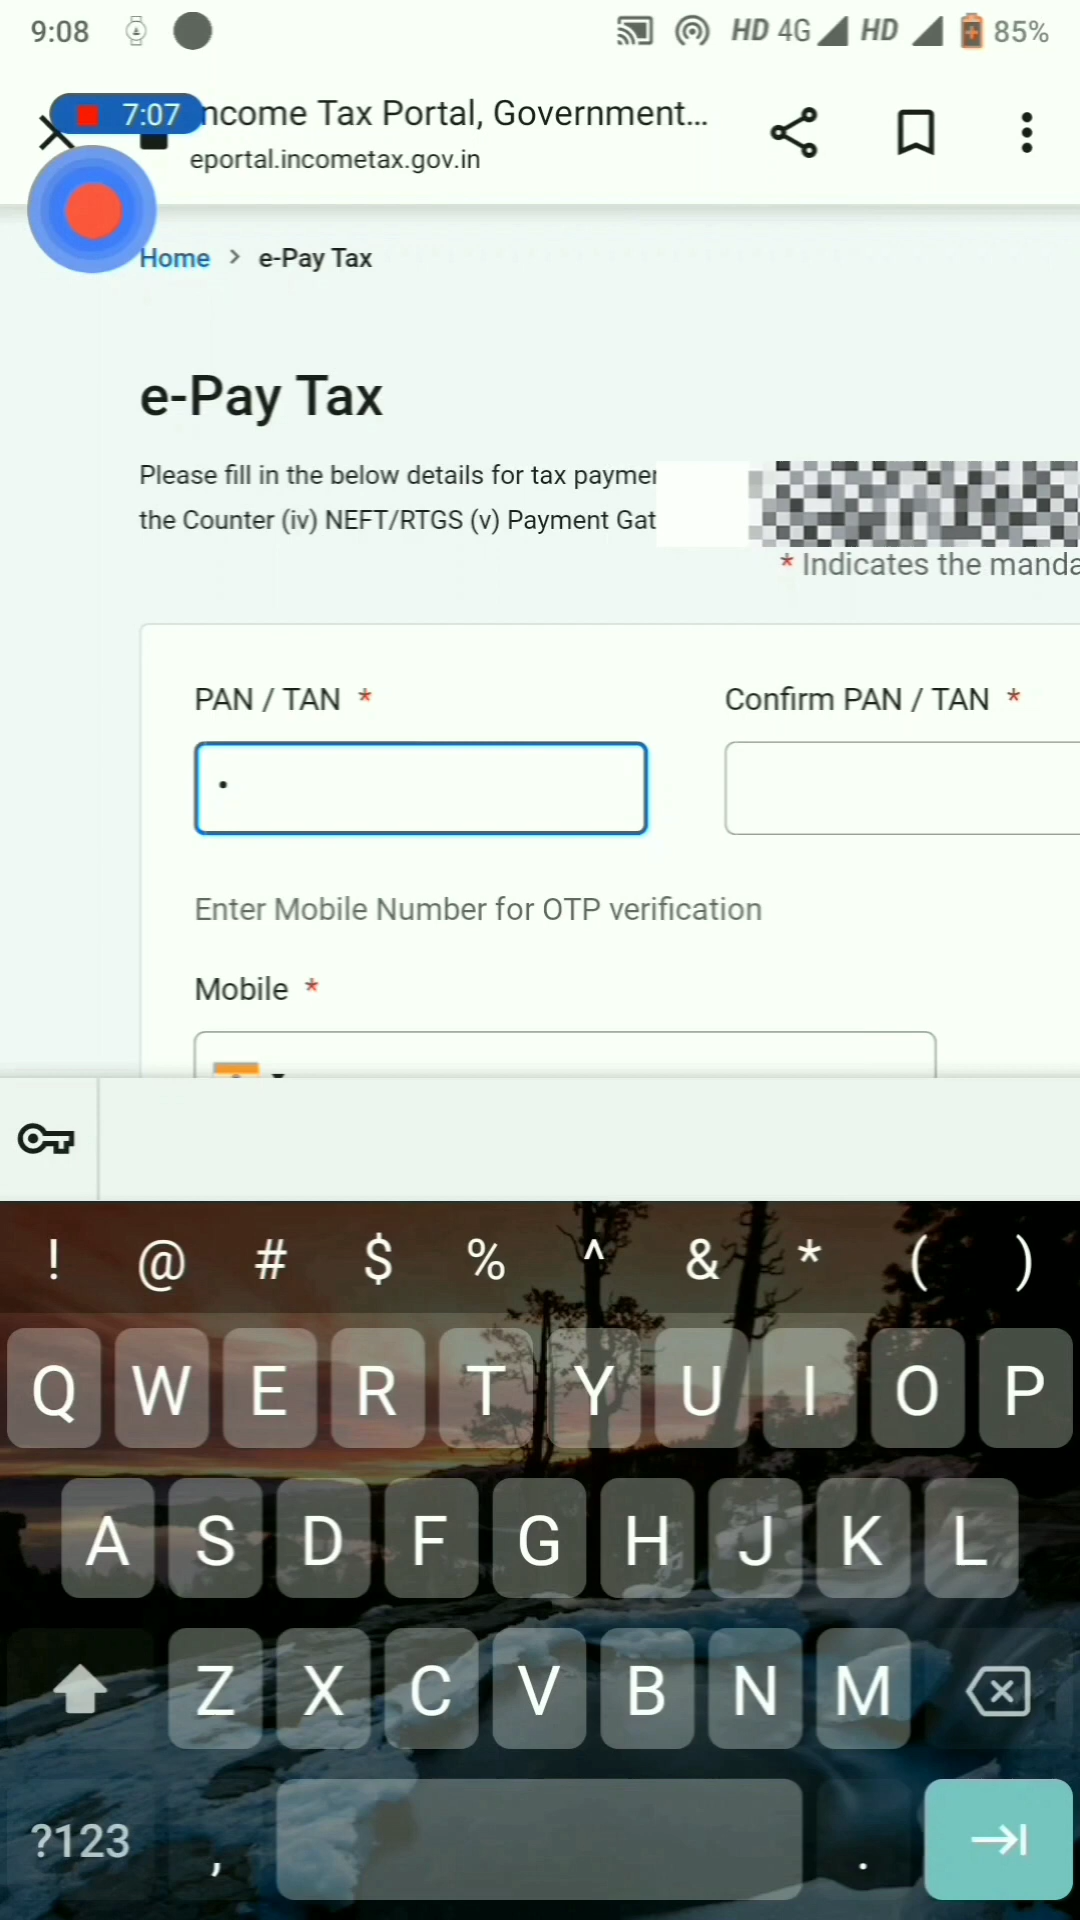 9:08
HD 4G HD 85%
7:07
ncome Tax Portal, Government...
eportal.incometax.gov.in
Home > e-Pay Tax
e-Pay Tax
Please fill in the below details for tax paymer
the Counter (iv) NEFT/RTGS (v) Payment Gat
* Indicates the manda
PAN / TAN *
Confirm PAN / TAN *
•
Enter Mobile Number for OTP verification
Mobile *
! @ # $ % ^ & * ( )
Q W E R T Y U I O P
A S D F G H J K L
Z X C V B N M
?123 , .